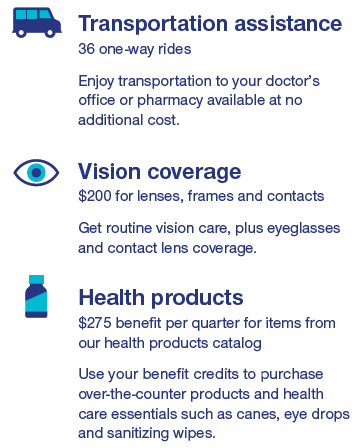 Transportation assistance
36 one-way rides
Enjoy transportation to your doctor's
office or pharmacy available at no
additional cost.
Vision coverage
$200 for lenses, frames and contacts
Get routine vision care, plus eyeglasses
and contact lens coverage.
Health products
$275 benefit per quarter for items from
our health products catalog
Use your benefit credits to purchase
over-the-counter products and health
care essentials such as canes, eye drops
and sanitizing wipes.